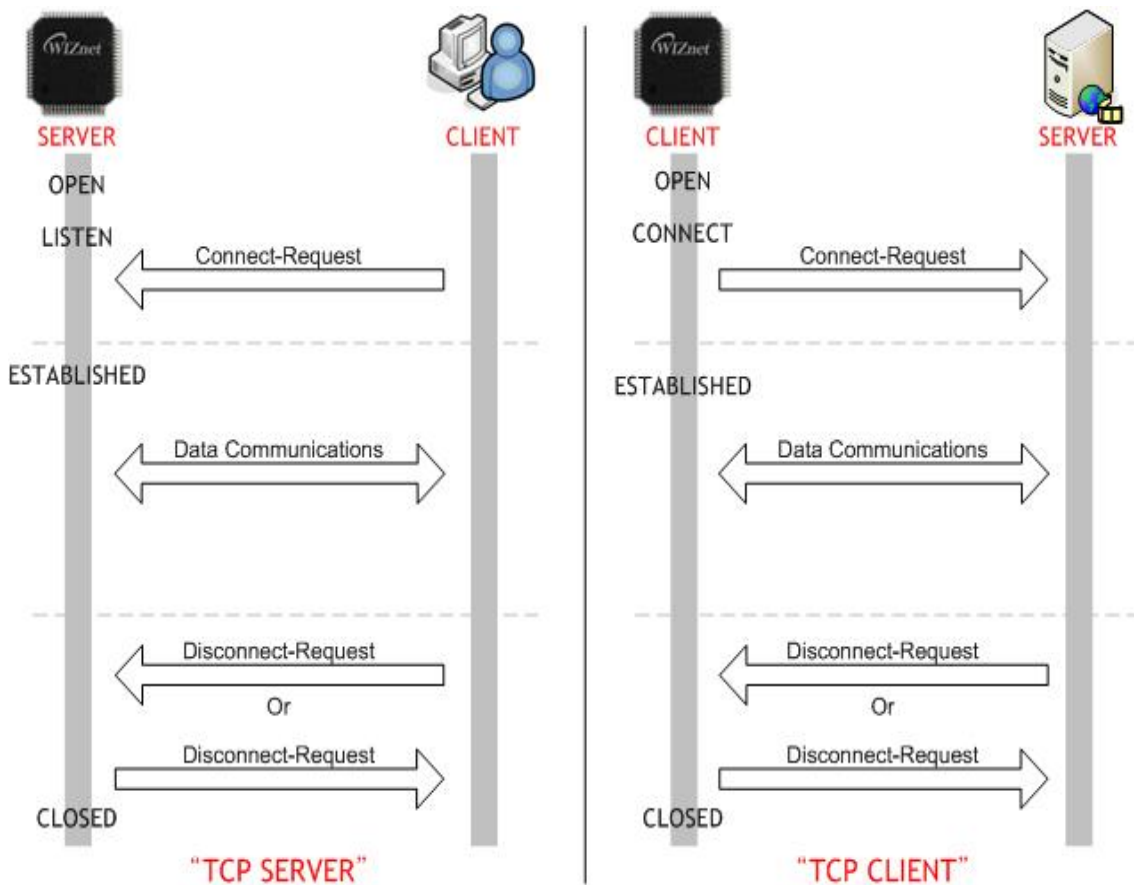 WIZnet
SERVER
CLIENT
OPEN
LISTEN
Connect-Request
ESTABLISHED
Data Communications
Disconnect-Request
Or
Disconnect-Request
CLOSED
"TCP SERVER"
WIZnet
CLIENT
SERVER
OPEN
CONNECT
Connect-Request
ESTABLISHED
Data Communications
Disconnect-Request
Or
Disconnect-Request
CLOSED
"TCP CLIENT"